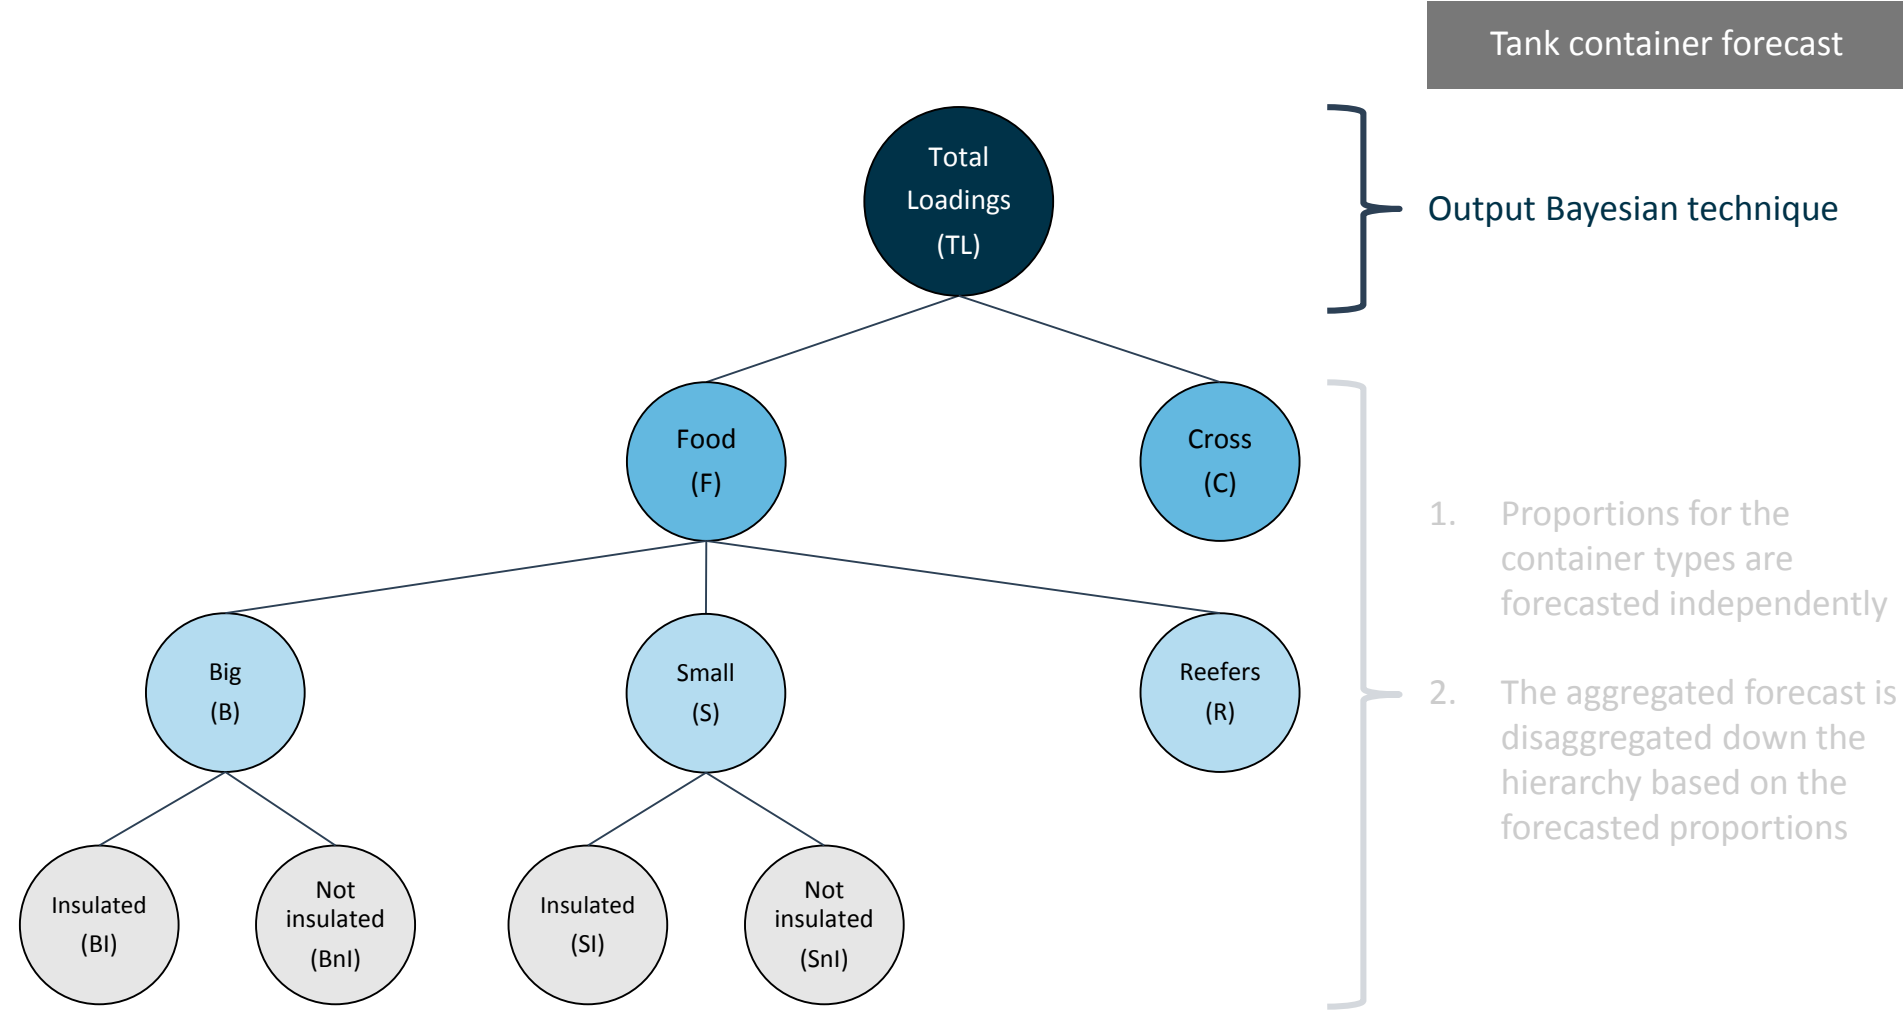 Tank container forecast
Total
Loadings
(TL)
Output Bayesian technique
Food
(F)
Cross
(C)
1. Proportions for the
container types are
forecasted independently
Big
(B)
Small
(S)
Reefers
(R)
2. The aggregated forecast is
disaggregated down the
hierarchy based on the
forecasted proportions
Insulated
(BI)
Not
insulated
(BnI)
Insulated
(SI)
Not
insulated
(SnI)